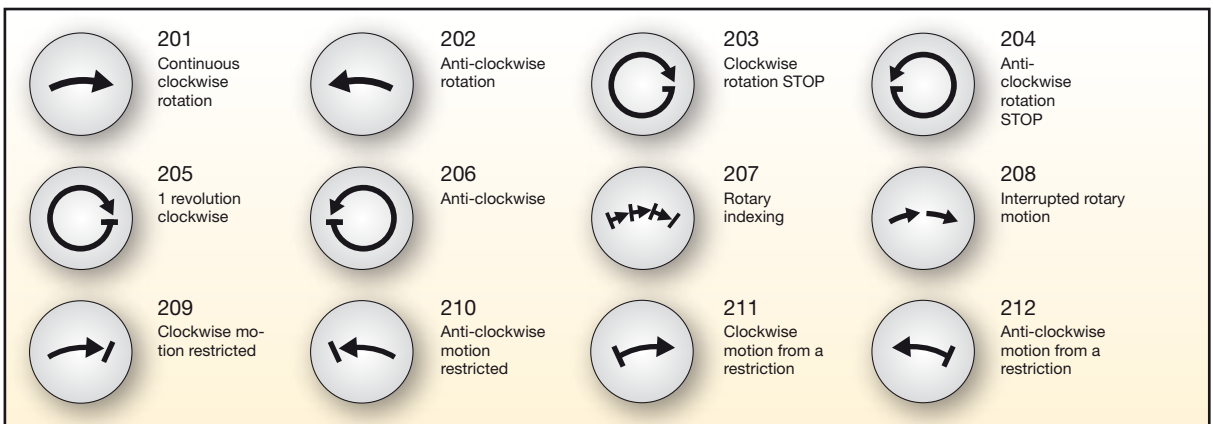 201
Continuous
clockwise
rotation
202
Anti-clockwise
rotation
203
Clockwise
rotation STOP
204
Anti-
clockwise
rotation
STOP
205
1 revolution
clockwise
206
Anti-clockwise
207
Rotary
indexing
208
Interrupted rotary
motion
209
Clockwise mo-
tion restricted
210
Anti-clockwise
motion
restricted
211
Clockwise
motion from a
restriction
212
Anti-clockwise
motion from a
restriction